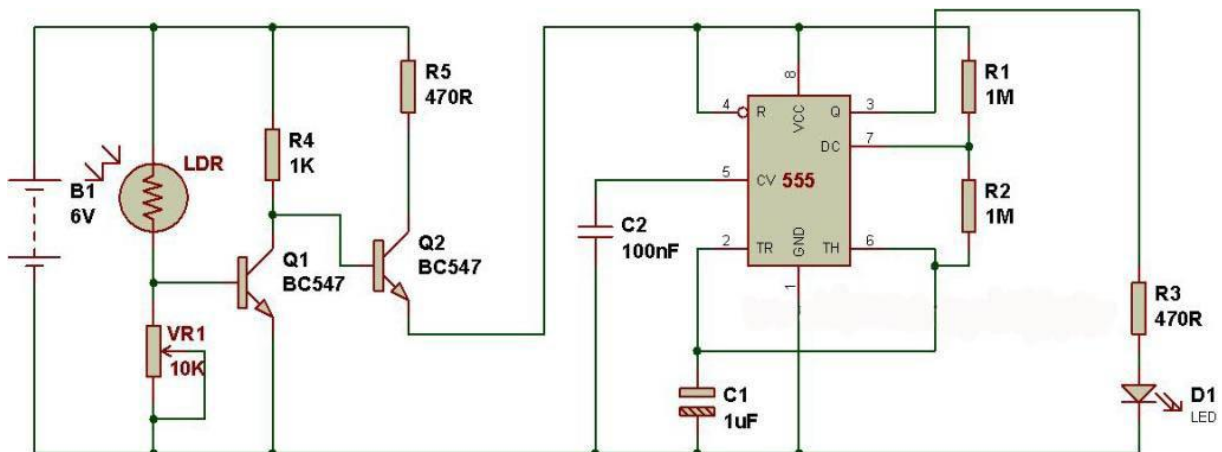 B1
6V
LDR
VR1
10K
R4
1K
Q1
BC547
R5
470R
Q2
BC547
C2
100nF
4
R
8
VCC
Q
3
DC
7
5
CV
555
2
TR
GND
1
TH
6
C1
1uF
R1
1M
R2
1M
R3
470R
D1
LED